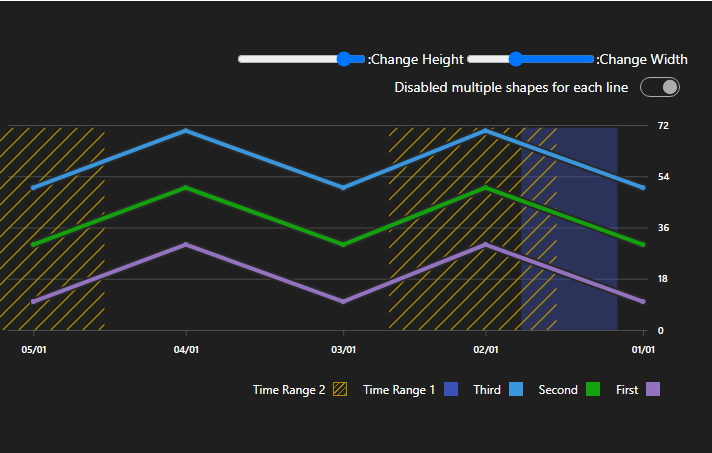 :Change Height :Change Width
Disabled multiple shapes for each line
72
54
36
18
0
05/01 04/01 03/01 02/01 01/01
Time Range 2 Time Range 1 Third Second First